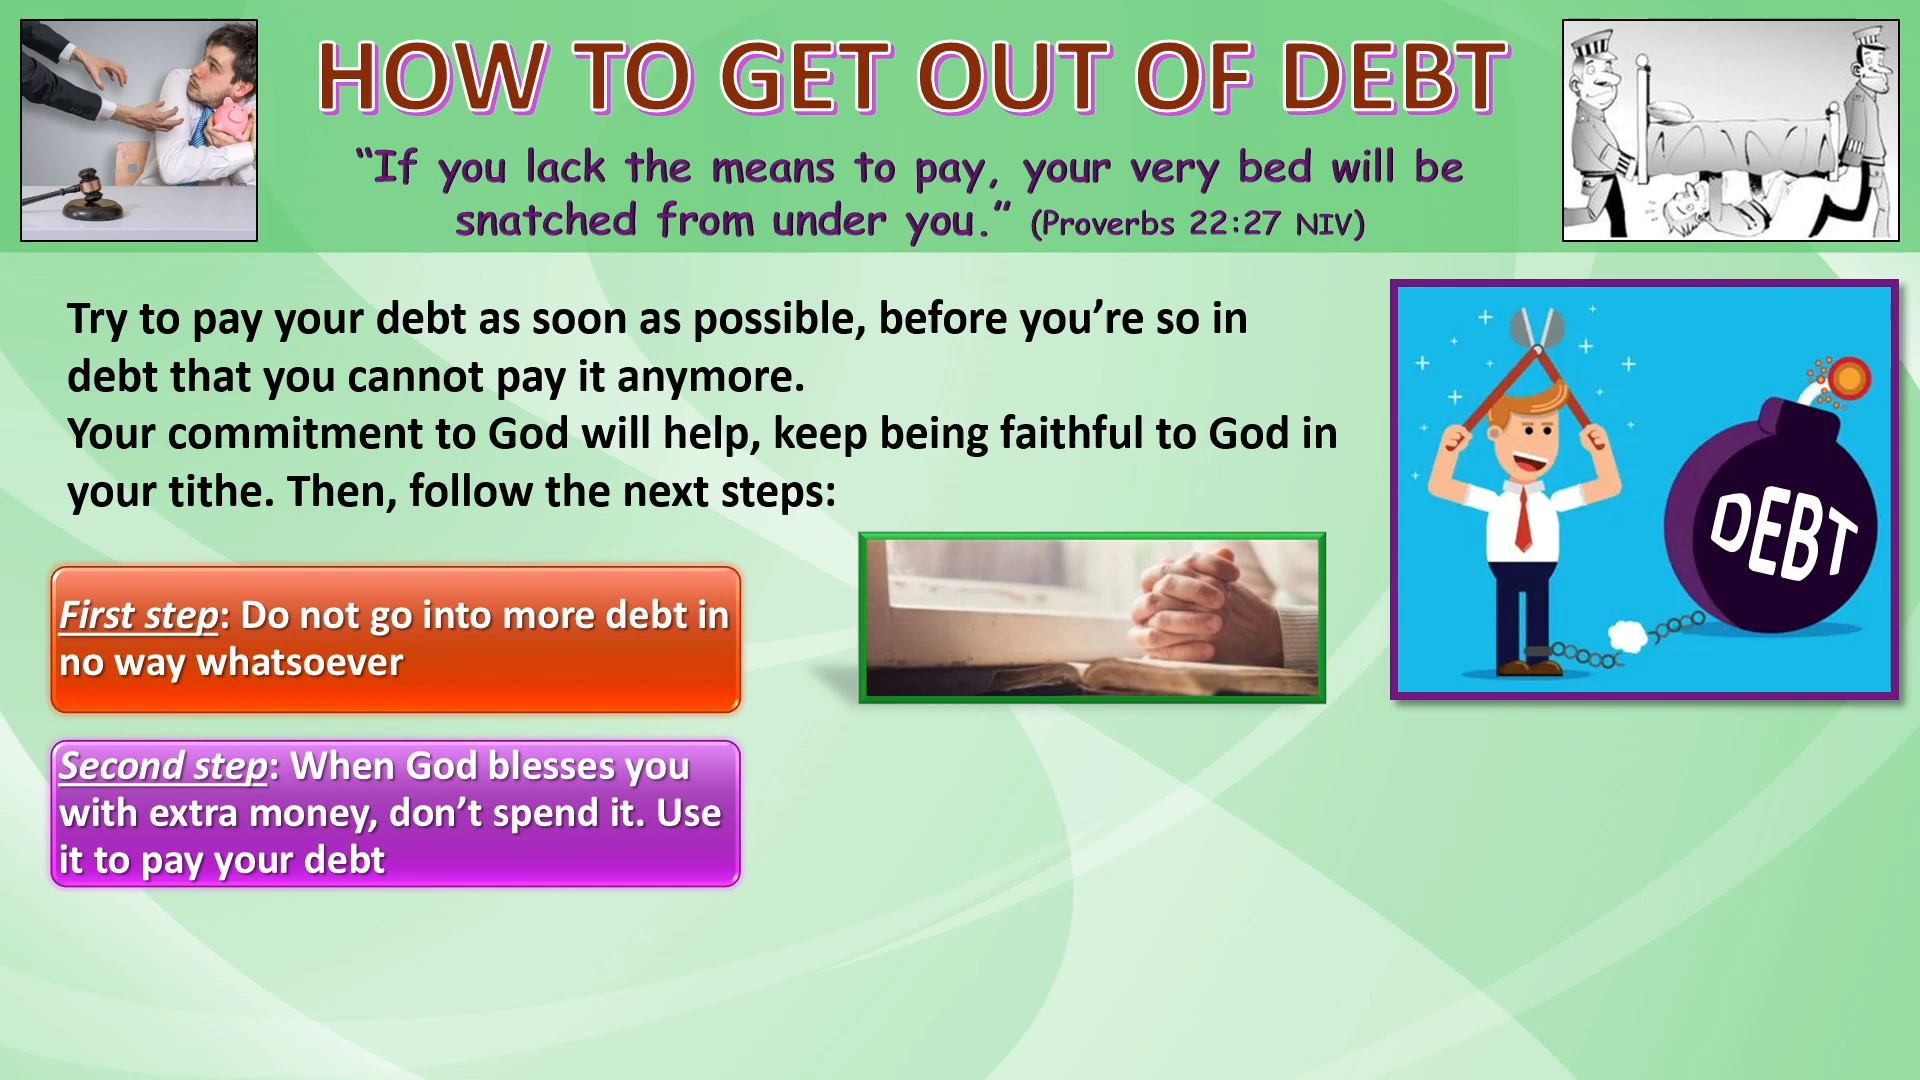 HOW TO GET OUT OF DEBT
“If you lack the means to pay, your very bed will be
snatched from under you.” (Proverbs 22:27 NIV)
Try to pay your debt as soon as possible, before you’re so in
debt that you cannot pay it anymore.
Your commitment to God will help, keep being faithful to God in
your tithe. Then, follow the next steps:
DEBT
First step: Do not go into more debt in
no way whatsoever
Second step: When God blesses you
with extra money, don’t spend it. Use
it to pay your debt